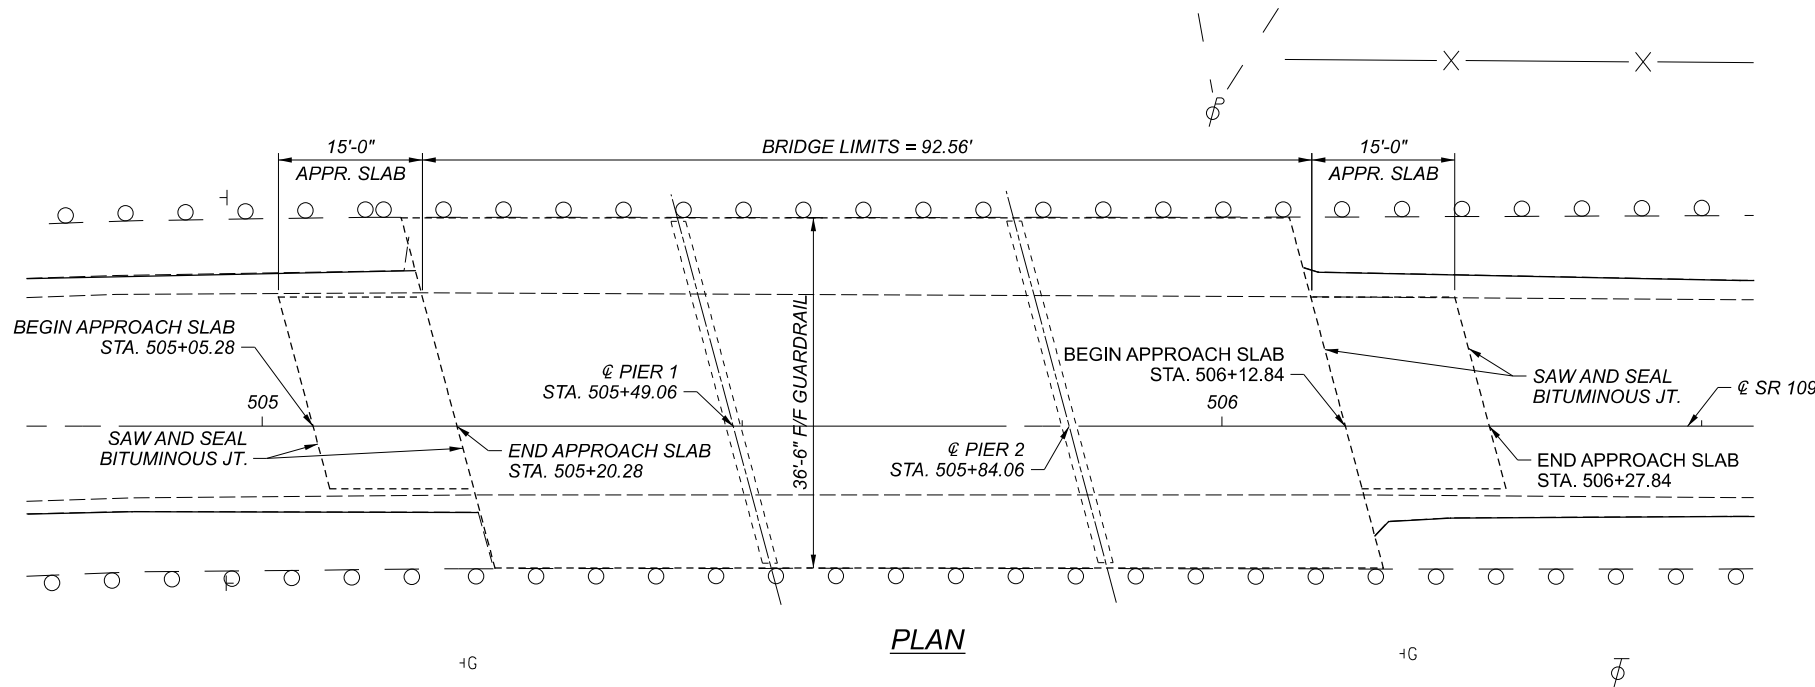 15'-0"
APPR. SLAB
BRIDGE LIMITS = 92.56'
15'-0"
APPR. SLAB
BEGIN APPROACH SLAB
STA. 505+05.28
505
SAW AND SEAL
BITUMINOUS JT.
END APPROACH SLAB
STA. 505+20.28
℄ PIER 1
STA. 505+49.06
36'-6" F/F GUARDRAIL
℄ PIER 2
STA. 505+84.06
BEGIN APPROACH SLAB
STA. 506+12.84
506
SAW AND SEAL
BITUMINOUS JT.
℄ SR 109
END APPROACH SLAB
STA. 506+27.84
PLAN
G
G